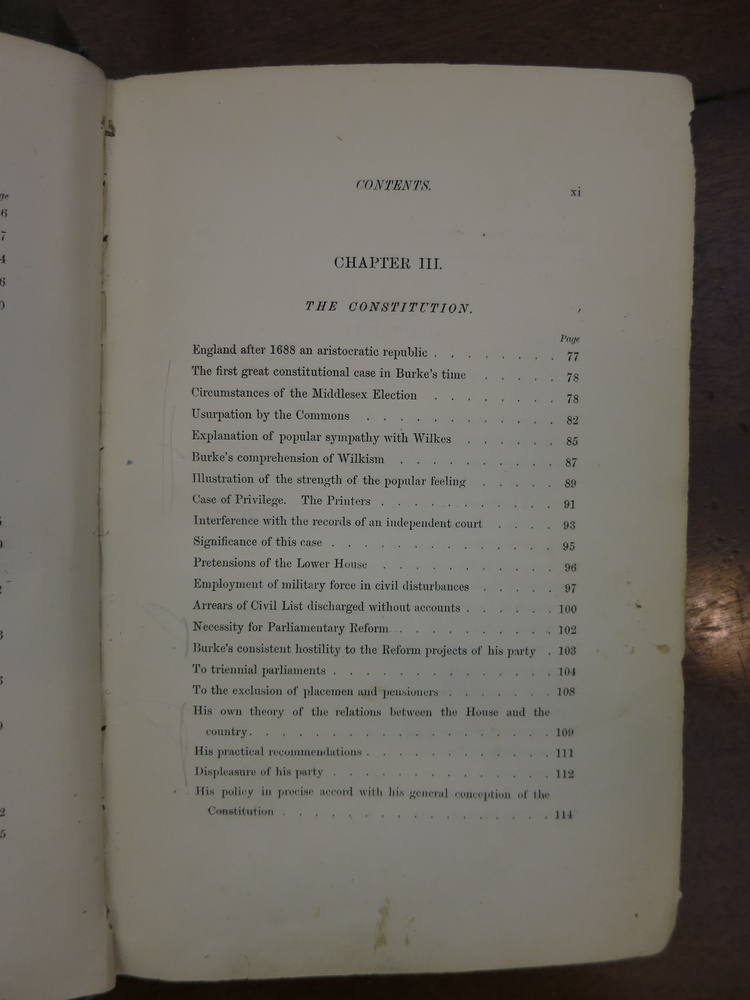 CONTENTS.
xi
CHAPTER III.
THE CONSTITUTION.
Page
England after 1688 an aristocratic republic . . . . . . . . 77
The first great constitutional case in Burke's time . . . . . 78
Circumstances of the Middlesex Election . . . . . . . . 78
Usurpation by the Commons . . . . . . . . . . . . 82
Explanation of popular sympathy with Wilkes . . . . . . 85
Burke's comprehension of Wilkism . . . . . . . . . . 87
Illustration of the strength of the popular feeling . . . . . 89
Case of Privilege. The Printers . . . . . . . . . . . 91
Interference with the records of an independent court . . . . 93
Significance of this case . . . . . . . . . . . . . . 95
Pretensions of the Lower House . . . . . . . . . . . 96
Employment of military force in civil disturbances . . . . . 97
Arrears of Civil List discharged without accounts . . . . . . 100
Necessity for Parliamentary Reform . . . . . . . . . . 102
Burke's consistent hostility to the Reform projects of his party . 103
To triennial parliaments . . . . . . . . . . . . . . 104
To the exclusion of placemen and pensioners . . . . . . . 108
His own theory of the relations between the House and the
country . . . . . . . . . . . . . . . . . 109
His practical recommendations . . . . . . . . . . . . 111
Displeasure of his party . . . . . . . . . . . . . . 112
His policy in precise accord with his general conception of the
Constitution . . . . . . . . . . . . . . . . 114